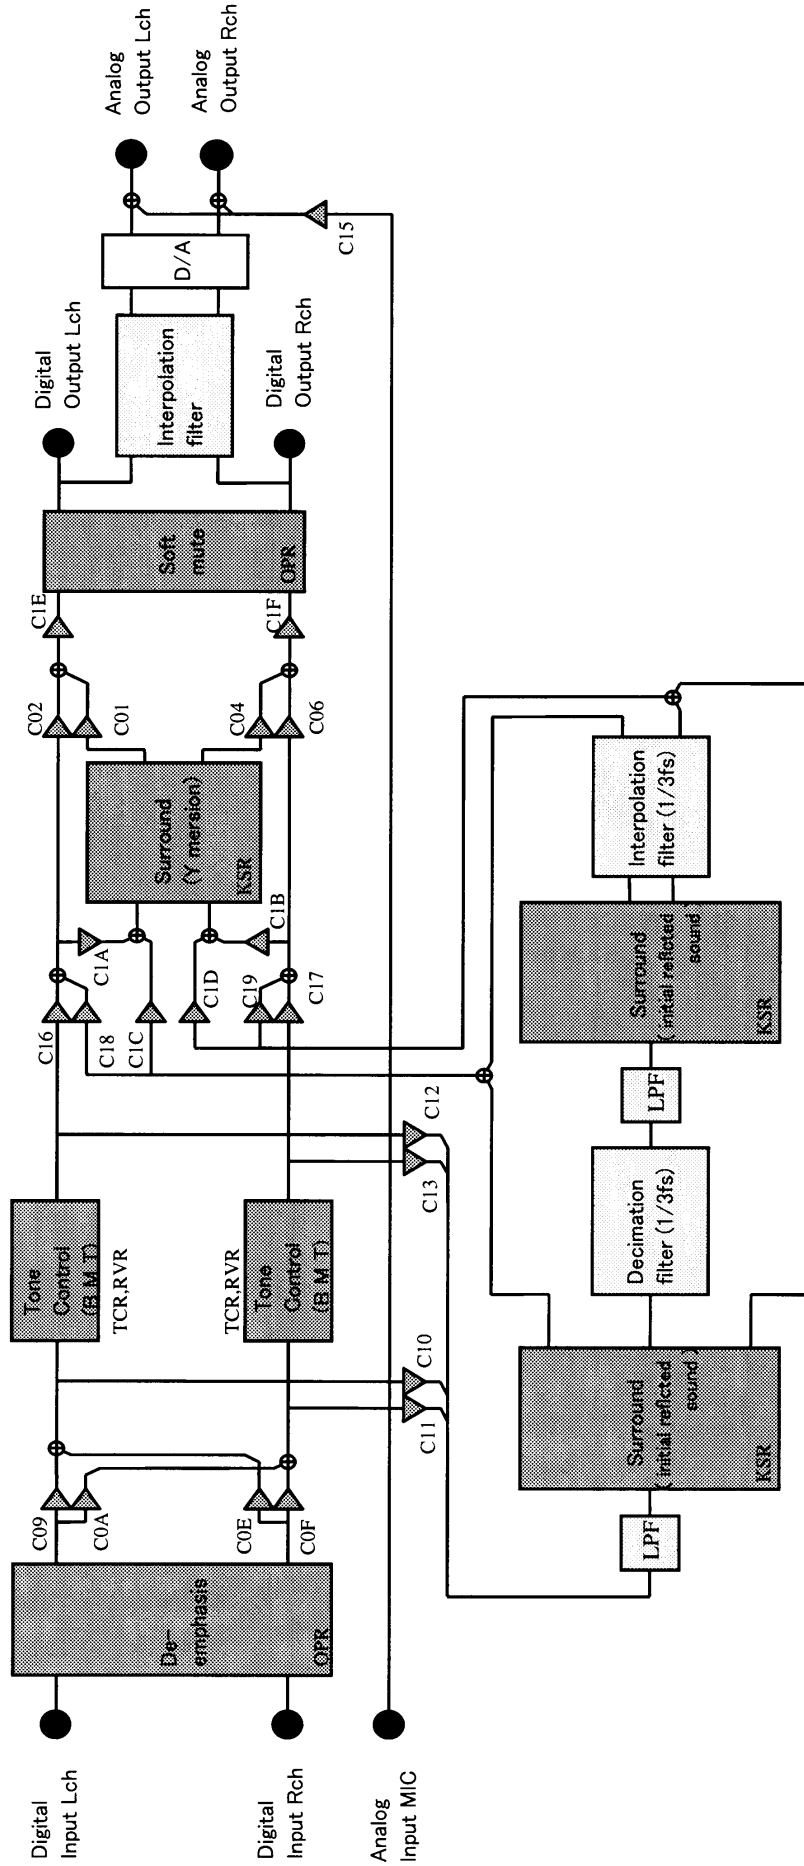 Digital
Input Lch
Digital
Input Rch
Analog
Input MIC
De-
emphasis
OPR
C09
C0A
C0E
C0F
Tone
Control
(B M T)
TCR,RVR
TCR,RVR
Tone
Control
(B M T)
C10
C11
C12
C13
C16
C18
C1C
C1A
C1D
C19
C17
C1B
Surround
(Y mersion)
KSR
C02
C01
C04
C06
C1E
C1F
Soft
mute
OPR
Digital
Output Lch
Digital
Output Rch
Interpolation
filter
D/A
C15
Analog
Output Lch
Analog
Output Rch
LPF
Surround
( initial reflcted
sound )
KSR
Decimation
filter (1/3fs)
LPF
Surround
( initial reflcted
sound )
KSR
Interpolation
filter (1/3fs)